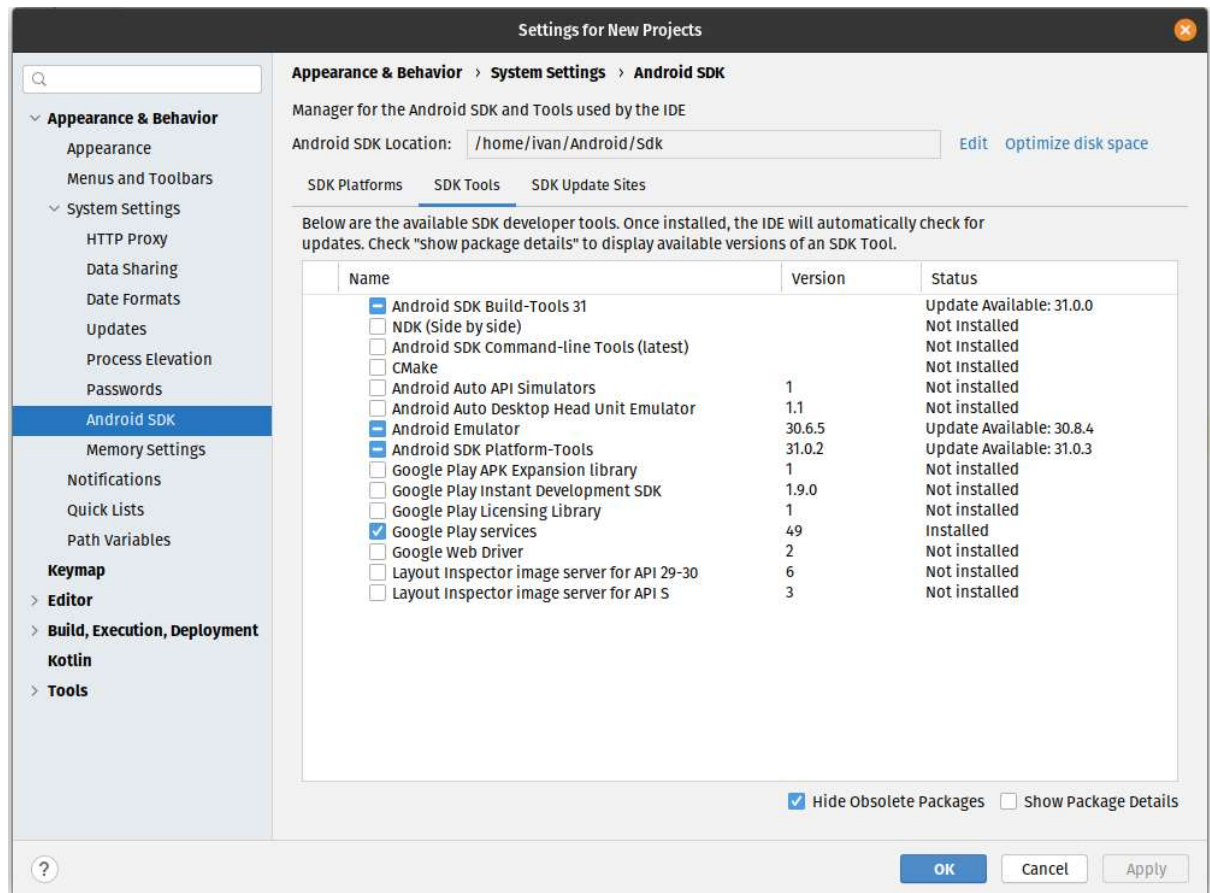 Settings for New Projects
Appearance & Behavior › System Settings › Android SDK
Manager for the Android SDK and Tools used by the IDE
Android SDK Location: /home/ivan/Android/Sdk Edit Optimize disk space
Appearance & Behavior
Appearance
Menus and Toolbars
System Settings
HTTP Proxy
Data Sharing
Date Formats
Updates
Process Elevation
Passwords
Android SDK
Memory Settings
Notifications
Quick Lists
Path Variables
Keymap
Editor
Build, Execution, Deployment
Kotlin
Tools
SDK Platforms SDK Tools SDK Update Sites
Below are the available SDK developer tools. Once installed, the IDE will automatically check for
updates. Check "show package details" to display available versions of an SDK Tool.
Name Version Status
Android SDK Build-Tools 31 Update Available: 31.0.0
NDK (Side by side) Not Installed
Android SDK Command-line Tools (latest) Not Installed
CMake Not Installed
Android Auto API Simulators 1 Not installed
Android Auto Desktop Head Unit Emulator 1.1 Not installed
Android Emulator 30.6.5 Update Available: 30.8.4
Android SDK Platform-Tools 31.0.2 Update Available: 31.0.3
Google Play APK Expansion library 1 Not installed
Google Play Instant Development SDK 1.9.0 Not installed
Google Play Licensing Library 1 Not installed
Google Play services 49 Installed
Google Web Driver 2 Not installed
Layout Inspector image server for API 29-30 6 Not installed
Layout Inspector image server for API S 3 Not installed
Hide Obsolete Packages Show Package Details
? OK Cancel Apply